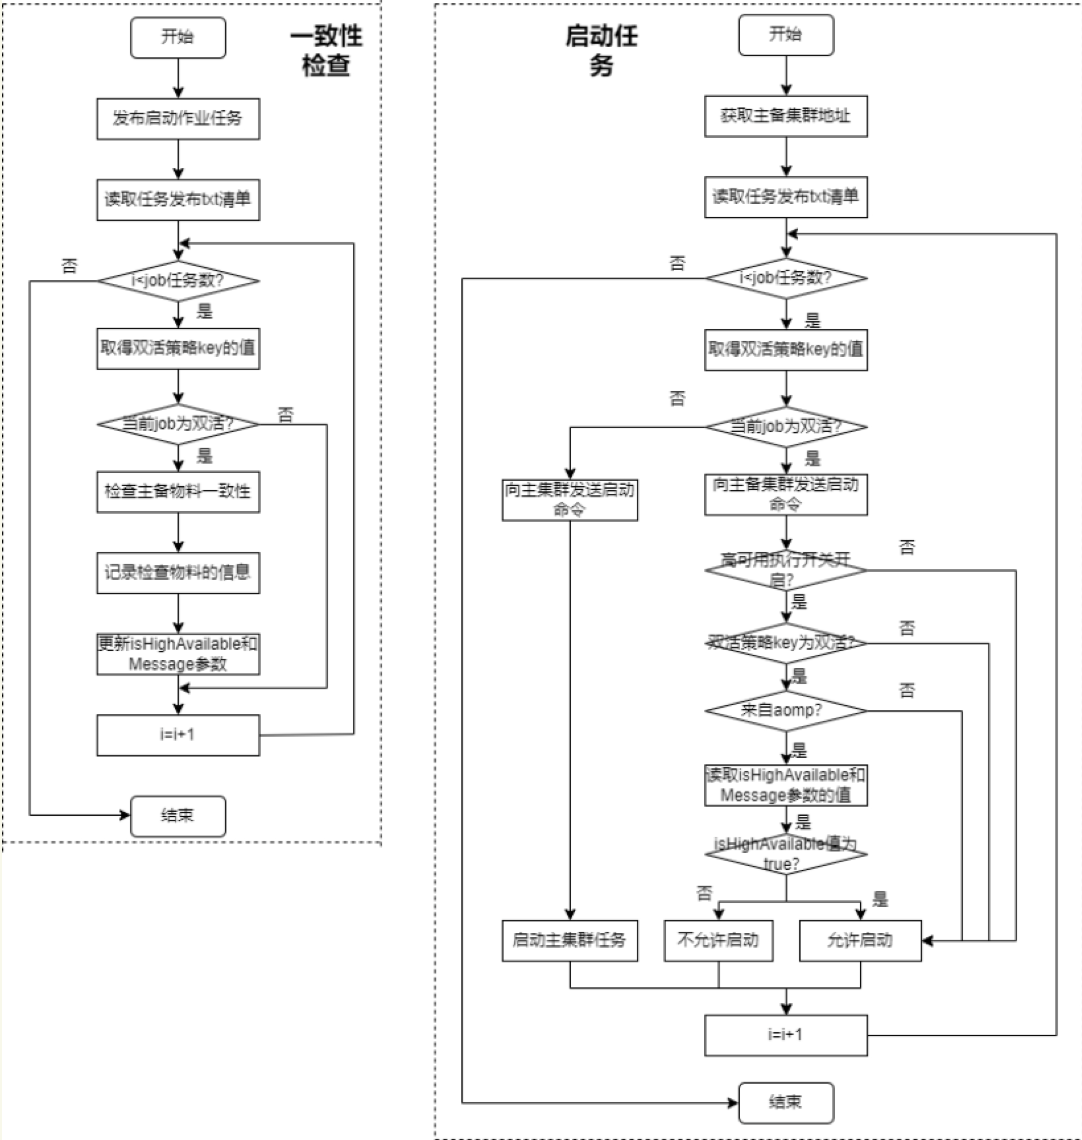 一致性
检查
开始
发布启动作业任务
读取任务发布txt清单
否
i<job任务数?
是
取得双活策略key的值
当前job为双活?
否
是
检查主备物料一致性
记录检查物料的信息
更新isHighAvailable和
Message参数
i=i+1
结束
启动任
务
开始
获取主备集群地址
读取任务发布txt清单
否
i<job任务数?
是
取得双活策略key的值
否
当前job为双活?
是
向主集群发送启动
命令
向主备集群发送启动
命令
高可用执行开关开
启?
否
是
双活策略key为双活?
否
是
来自aomp?
否
是
读取isHighAvailable和
Message参数的值
是
isHighAvailable值为
true?
否
是
启动主集群任务
不允许启动
允许启动
i=i+1
结束